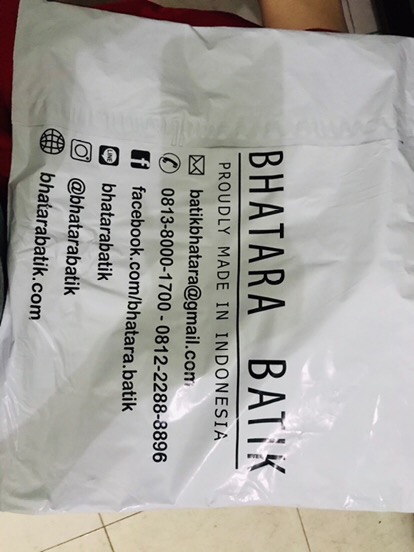 BHATARA BATIK
PROUDLY MADE IN INDONESIA
batikbhatara@gmail.com
0813-8000-1700 - 0812-2288-8896
facebook.com/bhatara.batik
LINE bhatarabatik
@bhatarabatik
bhatarabatik.com